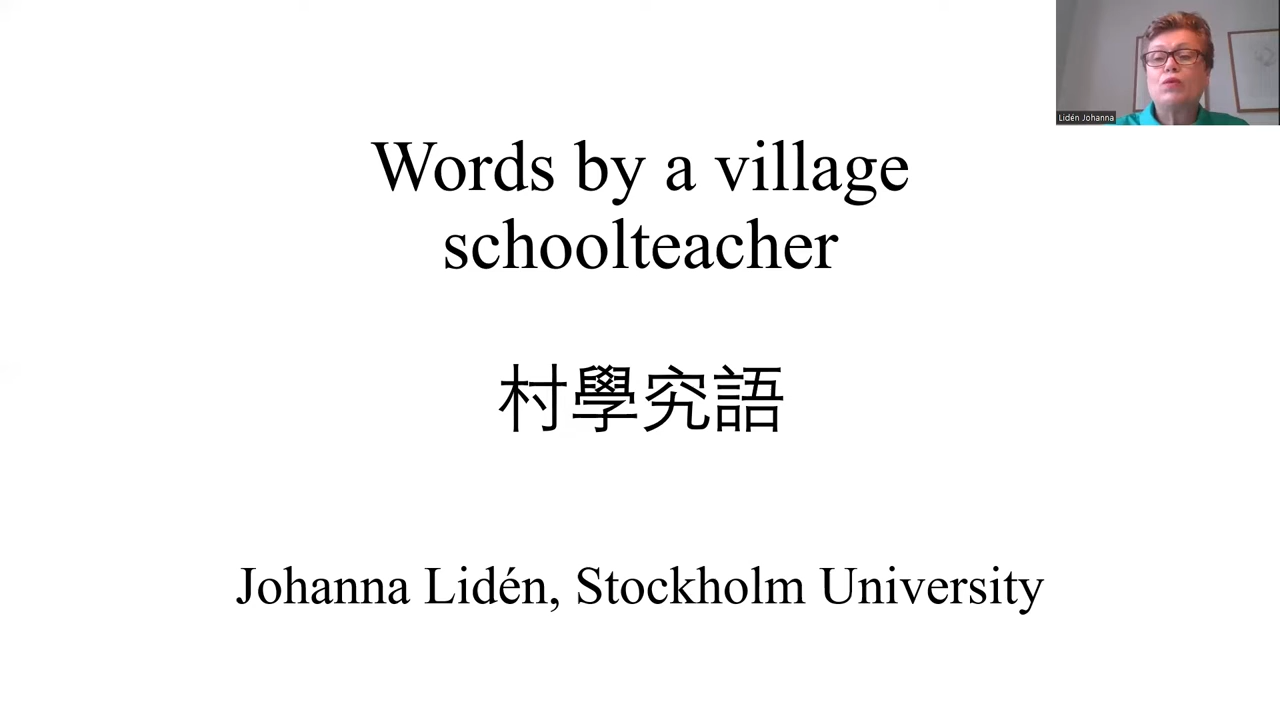 Lidén Johanna
Words by a village
schoolteacher
村學究語
Johanna Lidén, Stockholm University